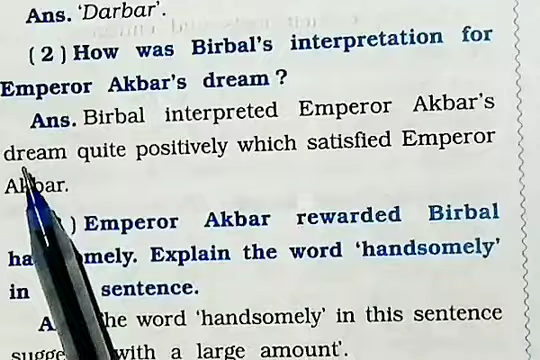 Ans. 'Darbar'.
(2) How was Birbal's interpretation for
Emperor Akbar's dream ?
Ans. Birbal interpreted Emperor Akbar's
dream quite positively which satisfied Emperor
Akbar.
) Emperor Akbar rewarded Birbal
ha mely. Explain the word 'handsomely'
in sentence.
A he word 'handsomely' in this sentence
sugge with a large amount'.